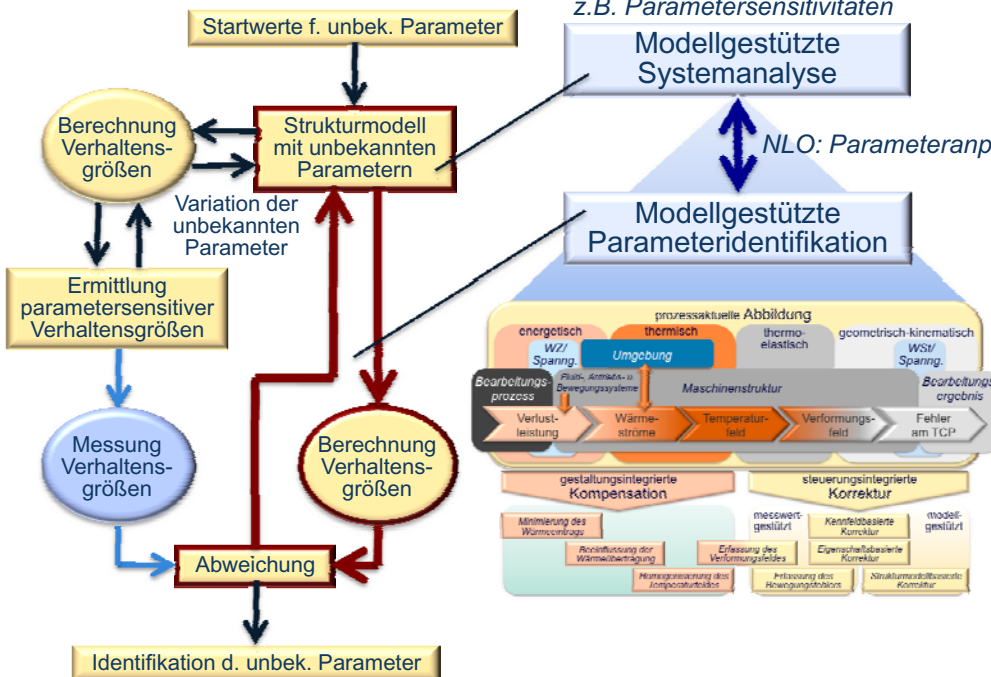 Startwerte f. unbek. Parameter
Berechnung
Verhaltens-
größen
Strukturmodell
mit unbekannten
Parametern
Variation der
unbekannten
Parameter
Ermittlung
parametersensitiver
Verhaltensgrößen
Messung
Verhaltens-
größen
Berechnung
Verhaltens-
größen
Abweichung
Identifikation d. unbek. Parameter
z.B. Parametersensitivitäten
Modellgestützte
Systemanalyse
NLO: Parameteranp
Modellgestützte
Parameteridentifikation
prozessaktuelle Abbildung
energetisch
thermisch
thermo-
elastisch
geometrisch-kinematisch
WZ/
Spanng.
Umgebung
WSt/
Spanng.
Bearbeitungs-
prozess
Fluid-, Antriebs- u.
Bewegungssysteme
Maschinenstruktur
Bearbeitungs
ergebnis
Verlust-
leistung
Wärme-
ströme
Temperatur-
feld
Verformungs-
feld
Fehler
am TCP
gestaltungsintegrierte
Kompensation
steuerungsintegrierte
Korrektur
Minimierung des
Wärmeeintrags
Beeinflussung der
Wärmeübertragung
Homogenisierung des
Temperaturfeldes
messwert-
gestützt
modell-
gestützt
Erfassung des
Verformungsfeldes
Erfassung des
Bewegungsfehlers
Kennfeldbasierte
Korrektur
Eigenschaftsbasierte
Korrektur
Strukturmodellbasierte
Korrektur